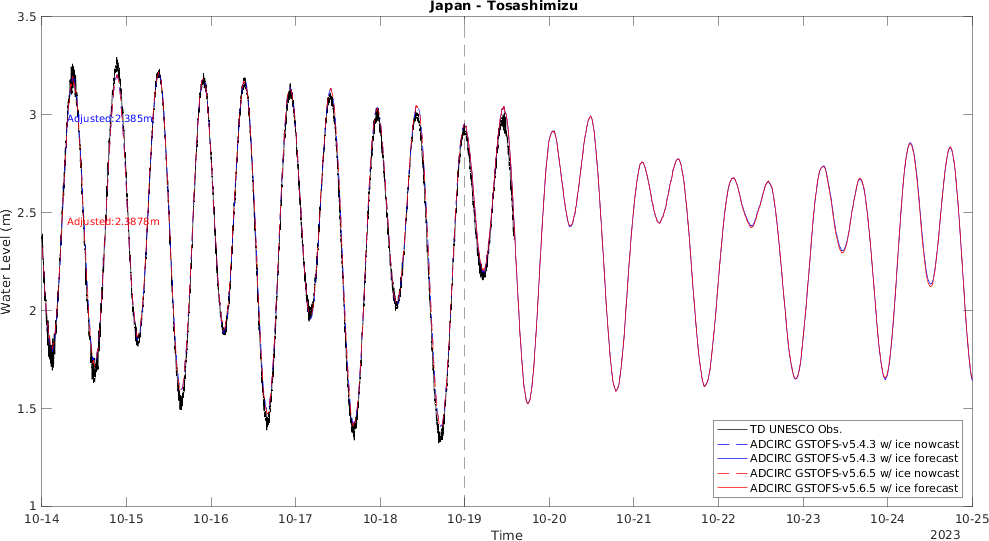 Japan - Tosashimizu
3.5
3
2.5
2
1.5
1
Water Level (m)
Adjusted:2.385m
Adjusted:2.3878m
TD UNESCO Obs.
ADCIRC GSTOFS-v5.4.3 w/ ice nowcast
ADCIRC GSTOFS-v5.4.3 w/ ice forecast
ADCIRC GSTOFS-v5.6.5 w/ ice nowcast
ADCIRC GSTOFS-v5.6.5 w/ ice forecast
10-14 10-15 10-16 10-17 10-18 10-19 10-20 10-21 10-22 10-23 10-24 10-25
Time
2023